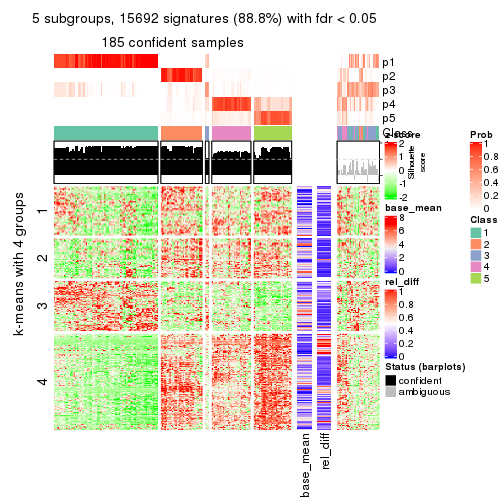 5 subgroups, 15692 signatures (88.8%) with fdr < 0.05
185 confident samples
p1
p2
p3
p4
p5
Class
Silhouette
score
k-means with 4 groups
1
2
3
4
base_mean
rel_diff
z-score
2
1
0
-1
-2
base_mean
8
6
4
2
0
rel_diff
1
0.8
0.6
0.4
0.2
0
Status (barplots)
confident
ambiguous
Prob
1
0.8
0.6
0.4
0.2
0
Class
1
2
3
4
5